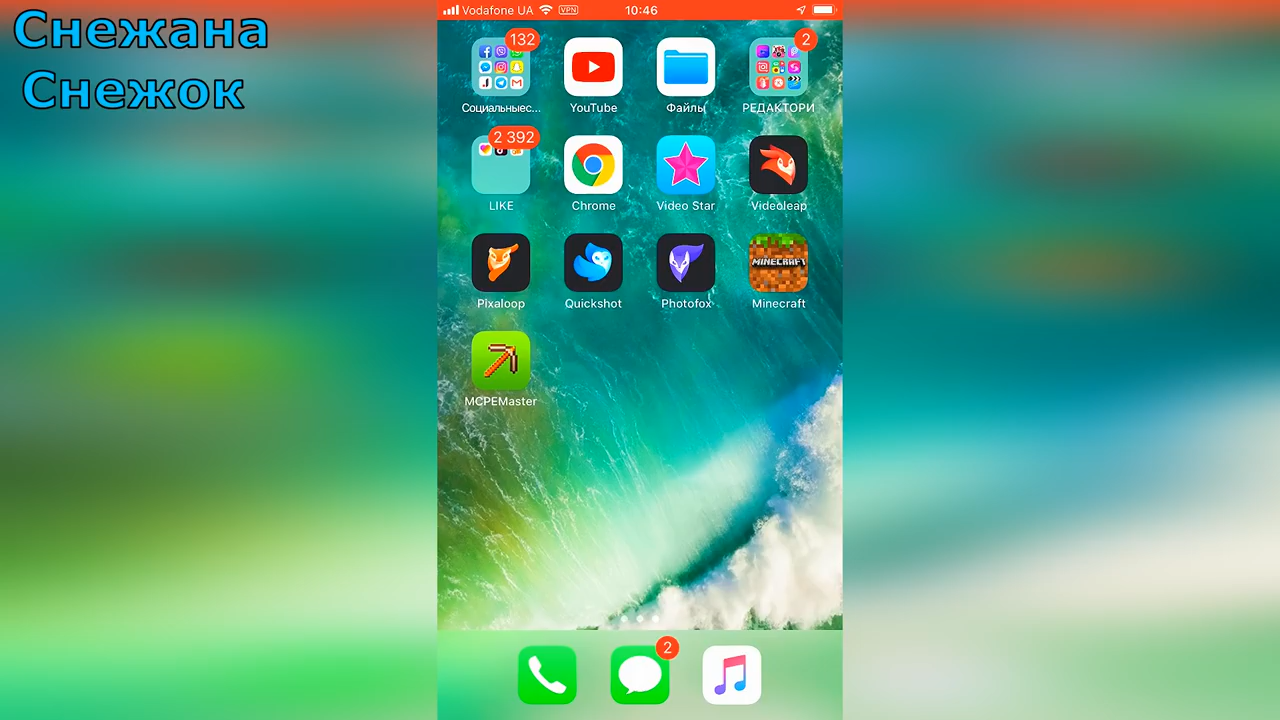 Снежана
Снежок
Vodafone UA VPN 10:46
132 2
Социальныес... YouTube Файлы РЕДАКТОРИ
2 392
LIKE Chrome Video Star Videoleap
MINECRAFT
Pixaloop Quickshot Photofox Minecraft
MCPEMaster
2